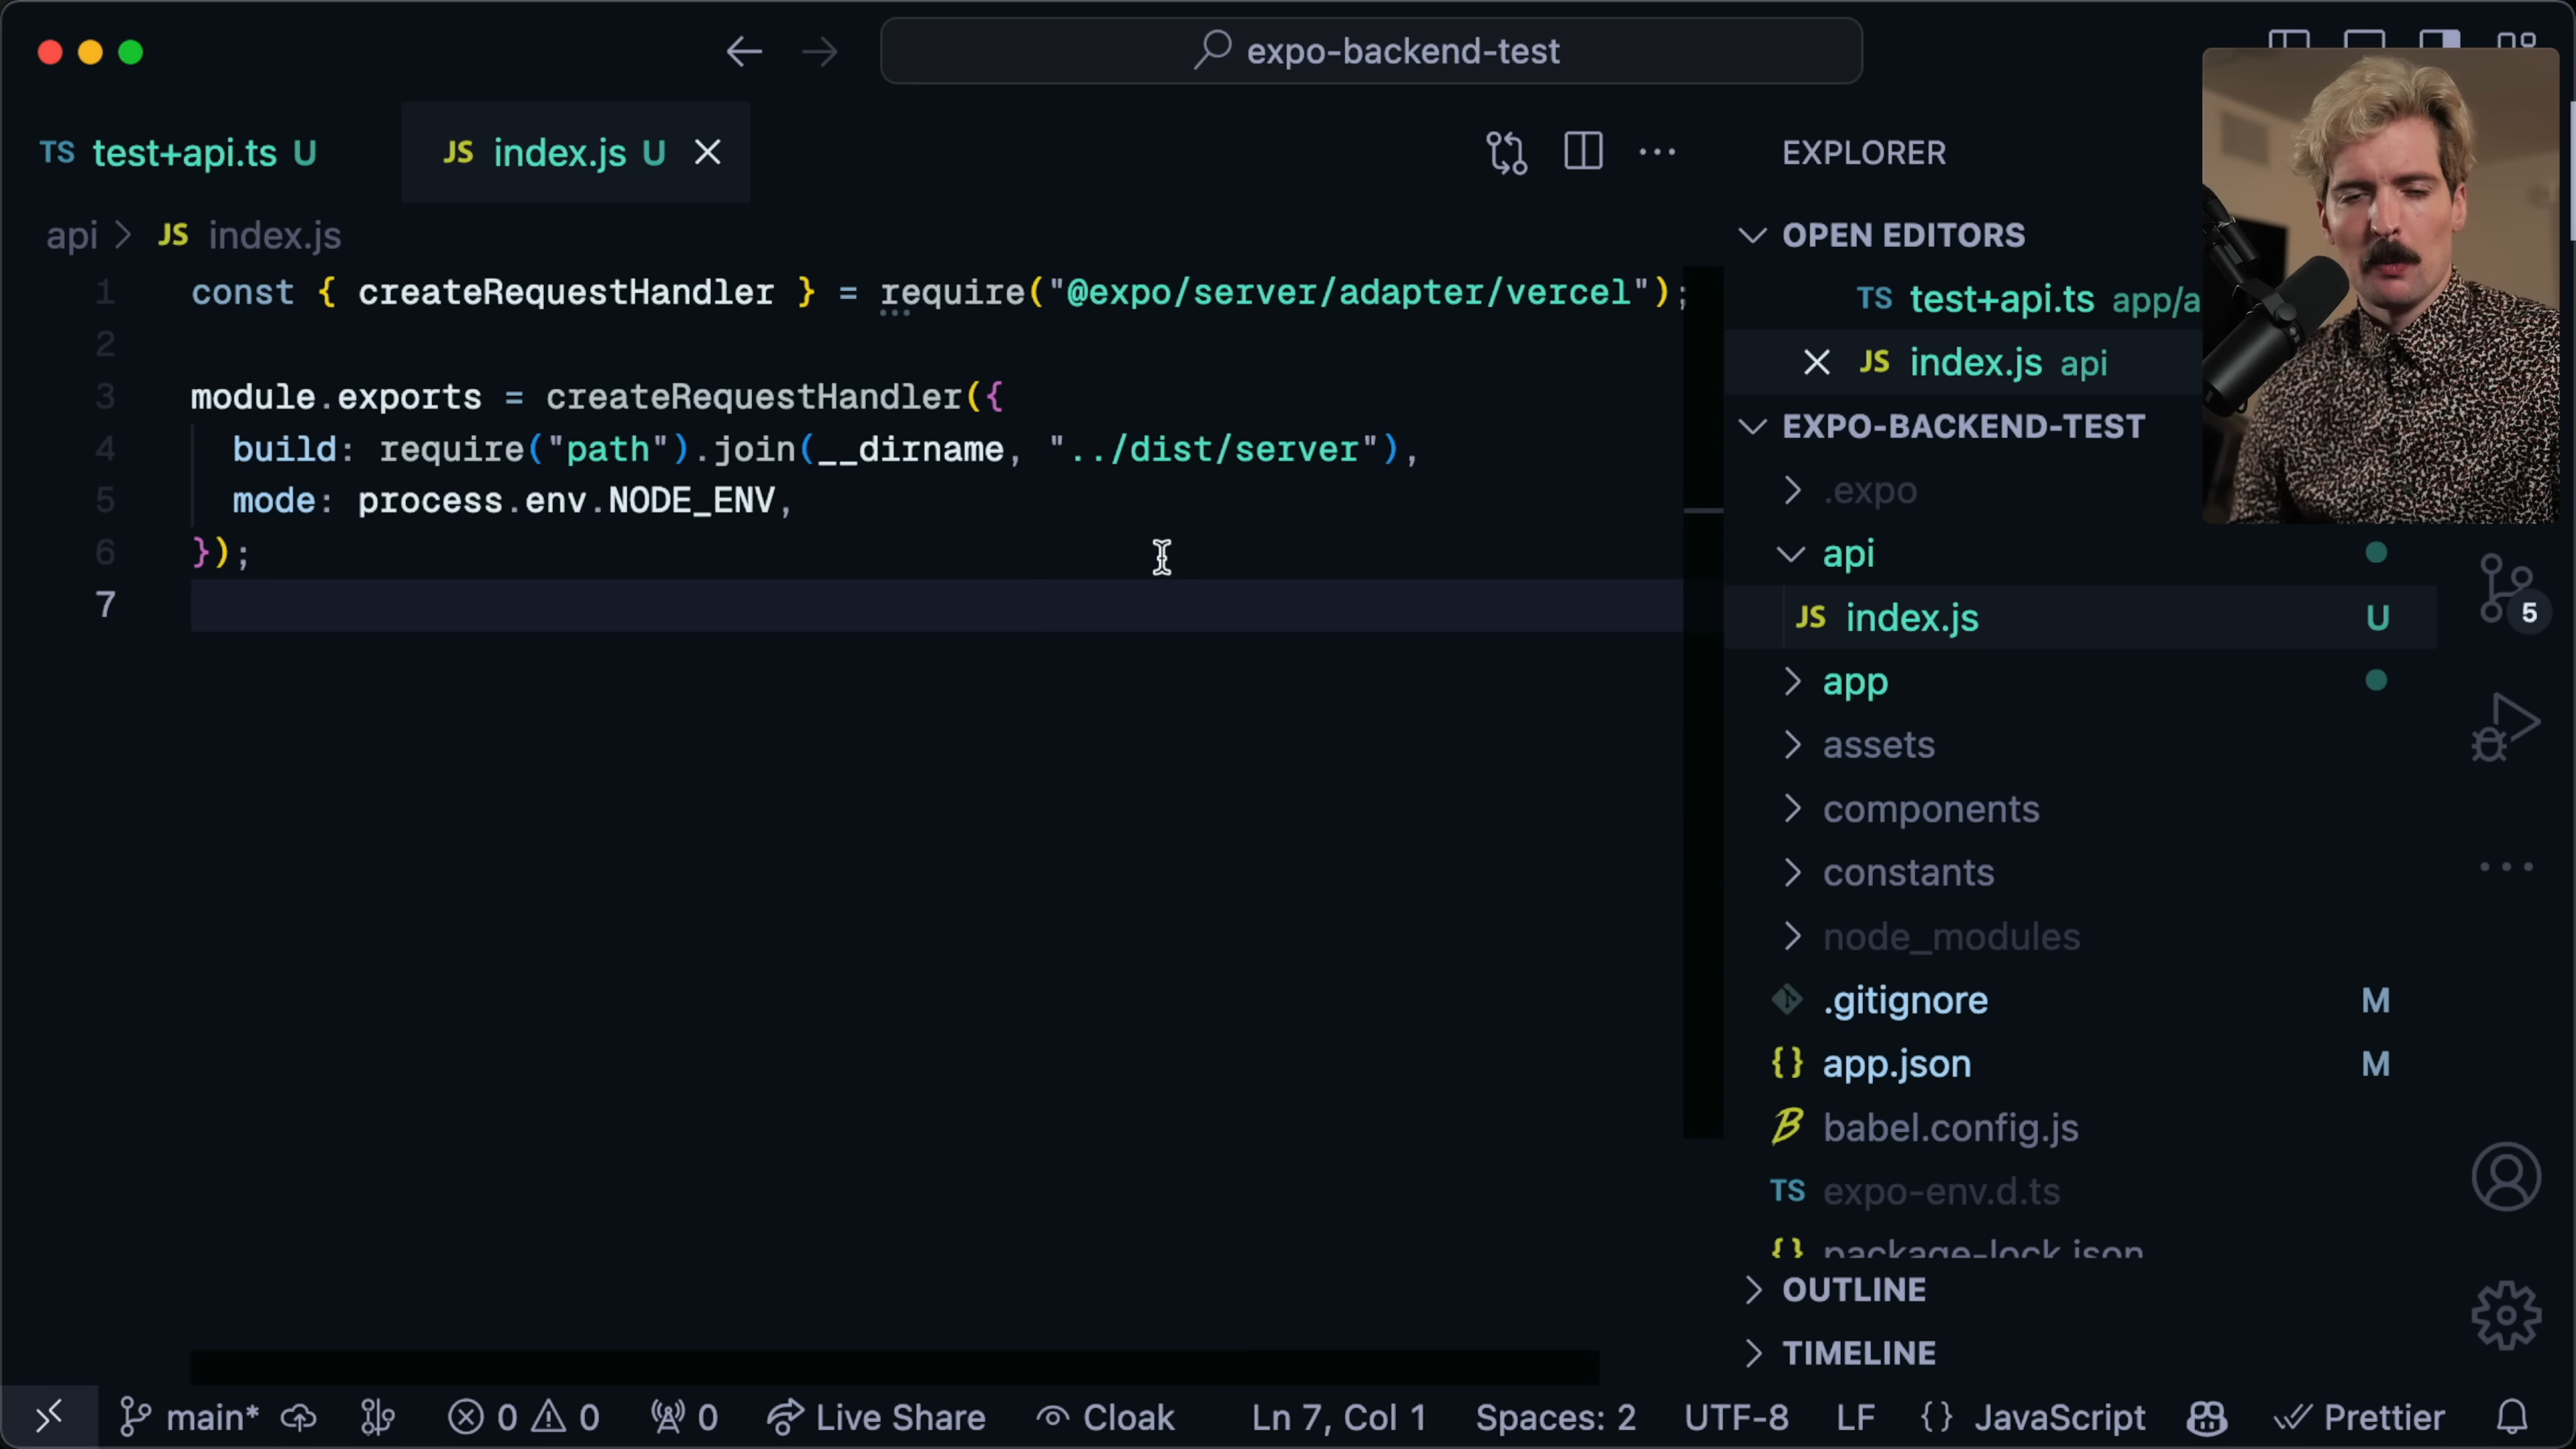 expo-backend-test
TS test+api.ts U
JS index.js U
api > JS index.js
1 const { createRequestHandler } = require("@expo/server/adapter/vercel");
2
3 module.exports = createRequestHandler({
4 build: require("path").join(__dirname, "../dist/server"),
5 mode: process.env.NODE_ENV,
6 });
7
EXPLORER
OPEN EDITORS
TS test+api.ts app/a
JS index.js api
EXPO-BACKEND-TEST
.expo
api
JS index.js U
app
assets
components
constants
node_modules
.gitignore M
{} app.json M
babel.config.js
TS expo-env.d.ts
{} package-lock.json
OUTLINE
TIMELINE
5
main* 0 0 0 Live Share Cloak Ln 7, Col 1 Spaces: 2 UTF-8 LF {} JavaScript Prettier